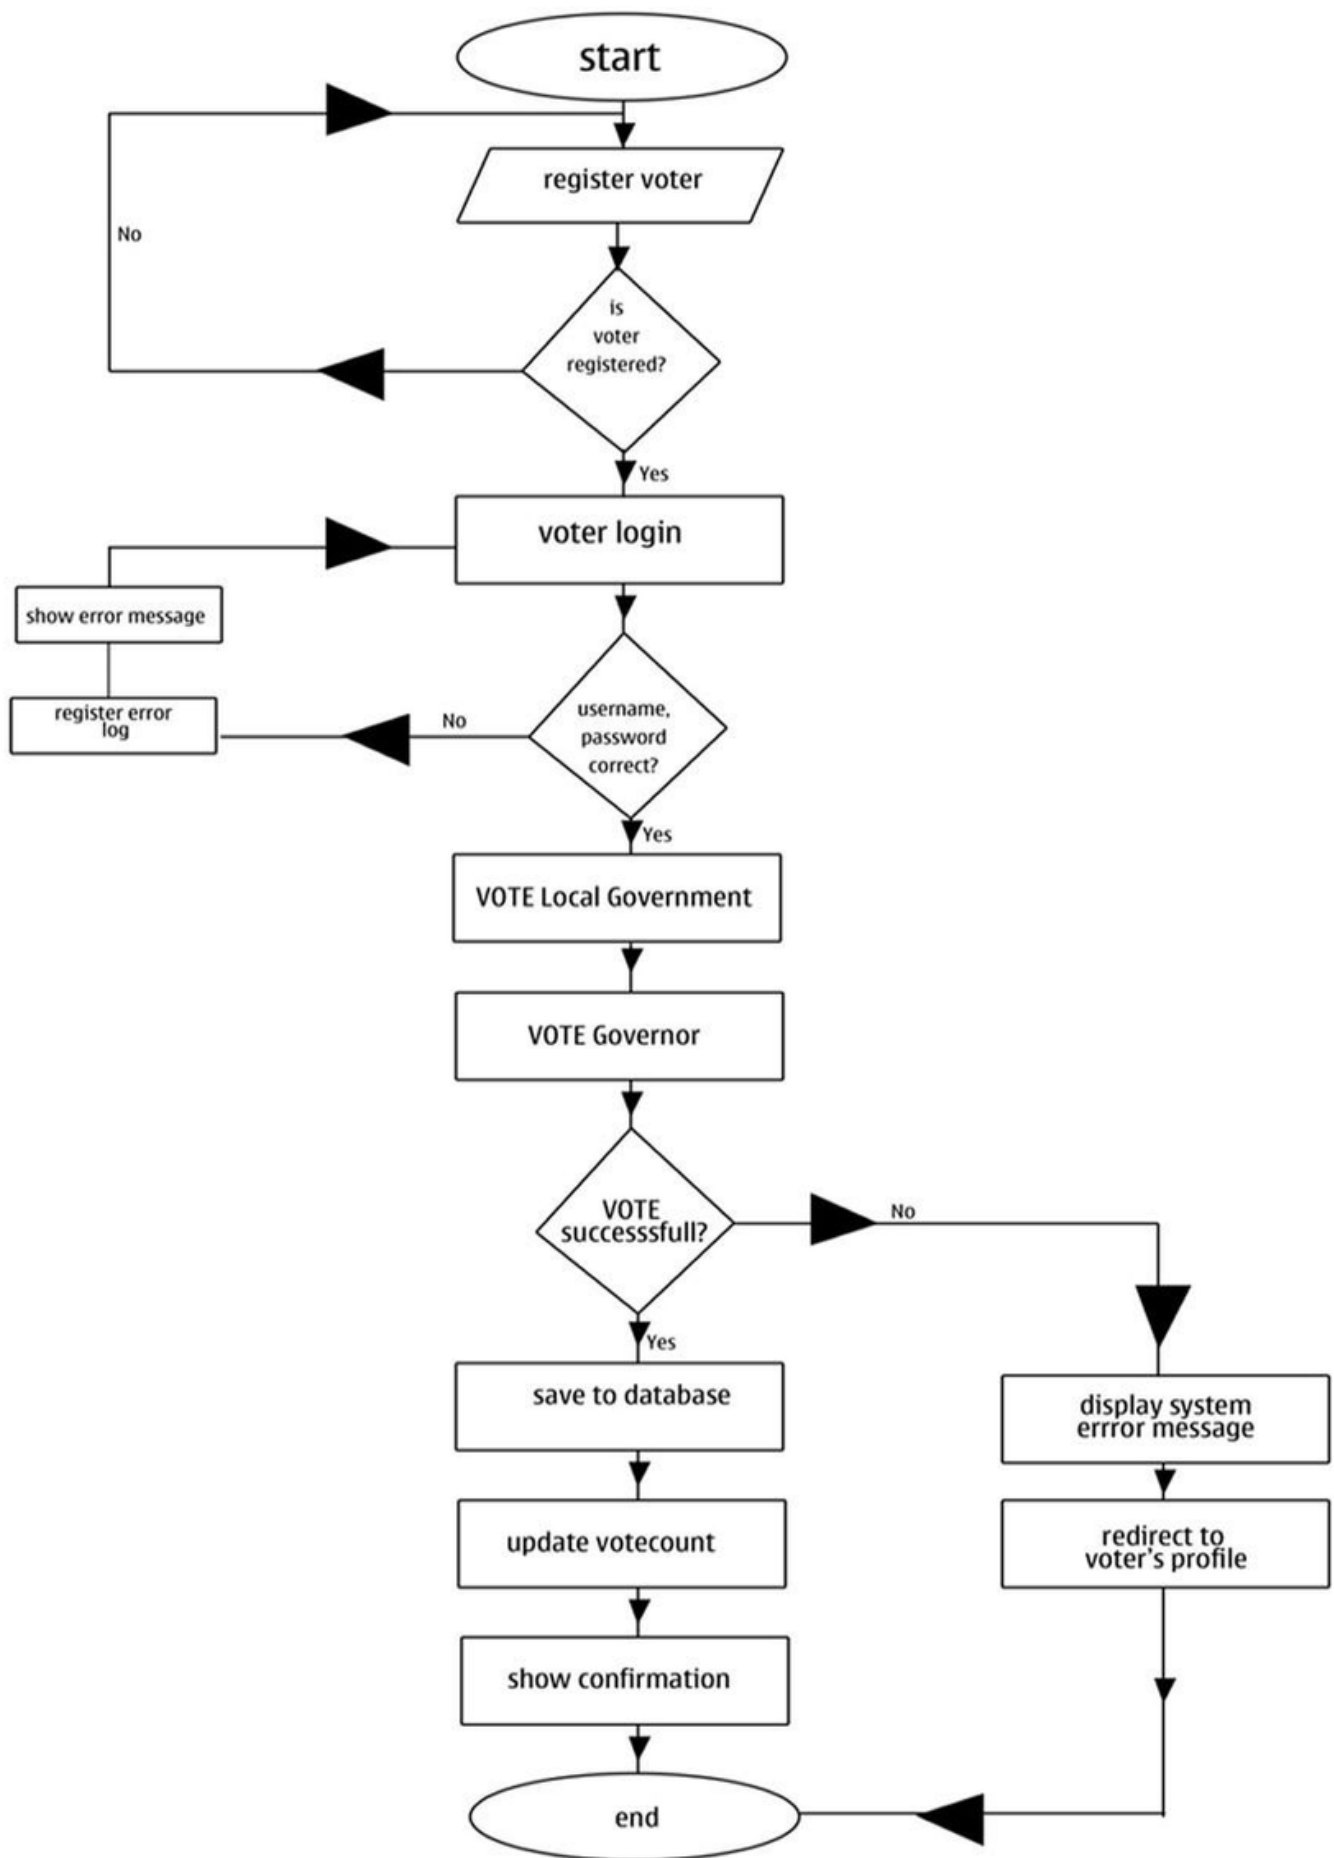 start
register voter
No
is
voter
registered?
Yes
voter login
show error message
register error
log
No
username,
password
correct?
Yes
VOTE Local Government
VOTE Governor
VOTE
successsfull?
No
Yes
save to database
display system
errror message
update votecount
redirect to
voter's profile
show confirmation
end